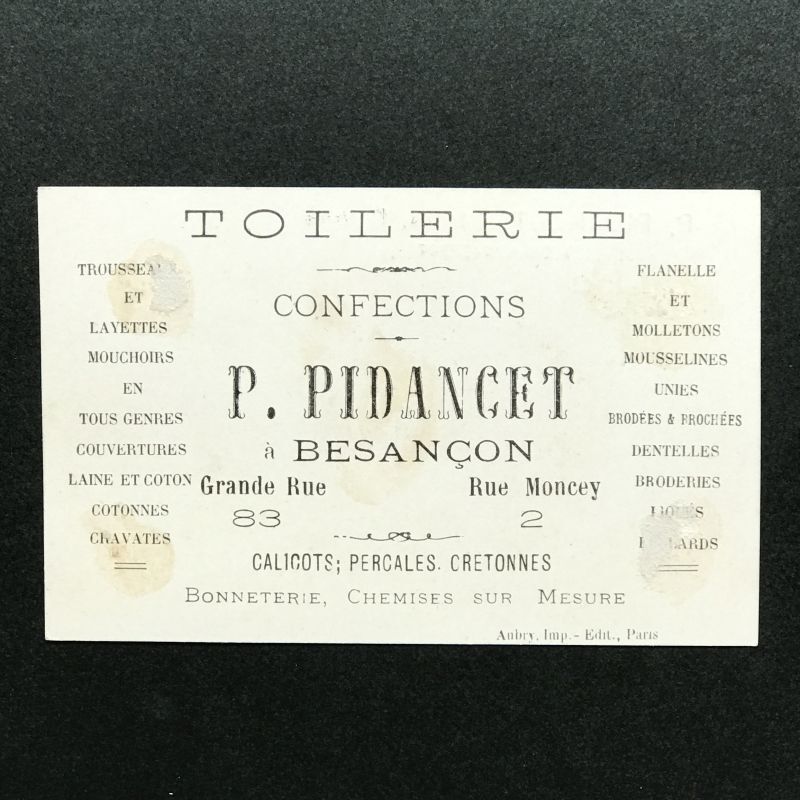 TOILERIE
CONFECTIONS
P. PIDANCET
à BESANÇON
Grande Rue
83
Rue Moncey
2
CALICOTS; PERCALES. CRETONNES
BONNETERIE, CHEMISES SUR MESURE
ET
LAYETTES
MOUCHOIRS
EN
TOUS GENRES
COUVERTURES
LAINE ET COTON
COTONNES
CRAVATES
FLANELLE
ET
MOLLETONS
MOUSSELINES
UNIES
BRODÉES & BROCHÉES
DENTELLES
BRODERIES
Aubry, Imp.- Edit., Paris